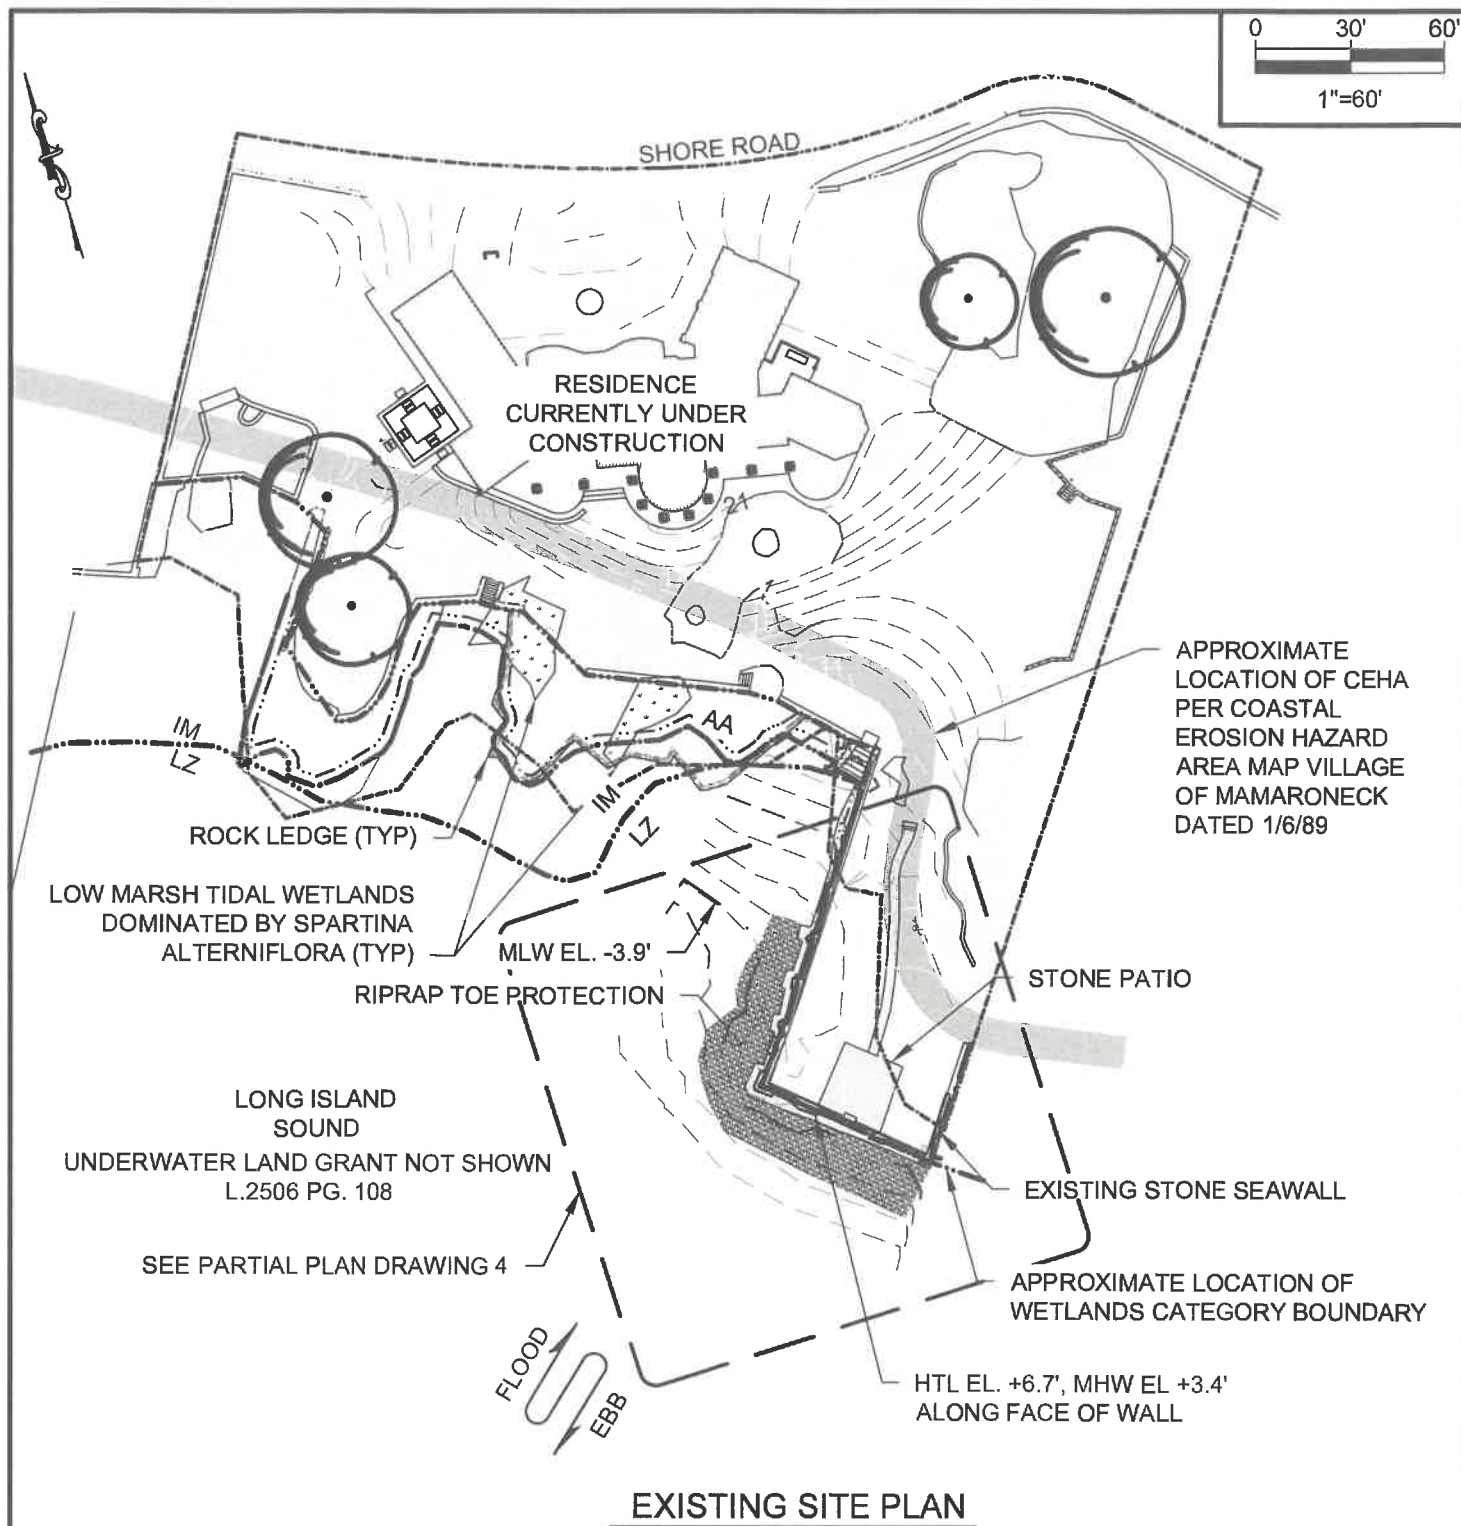 0 30' 60'
1"=60'
SHORE ROAD
RESIDENCE
CURRENTLY UNDER
CONSTRUCTION
21
APPROXIMATE
LOCATION OF CEHA
PER COASTAL
EROSION HAZARD
AREA MAP VILLAGE
OF MAMARONECK
DATED 1/6/89
AA
IM
LZ
IM
LZ
ROCK LEDGE (TYP)
LOW MARSH TIDAL WETLANDS
DOMINATED BY SPARTINA
ALTERNIFLORA (TYP)
MLW EL. -3.9'
RIPRAP TOE PROTECTION
STONE PATIO
LONG ISLAND
SOUND
UNDERWATER LAND GRANT NOT SHOWN
L.2506 PG. 108
EXISTING STONE SEAWALL
SEE PARTIAL PLAN DRAWING 4
APPROXIMATE LOCATION OF
WETLANDS CATEGORY BOUNDARY
FLOOD
EBB
HTL EL. +6.7', MHW EL +3.4'
ALONG FACE OF WALL
EXISTING SITE PLAN